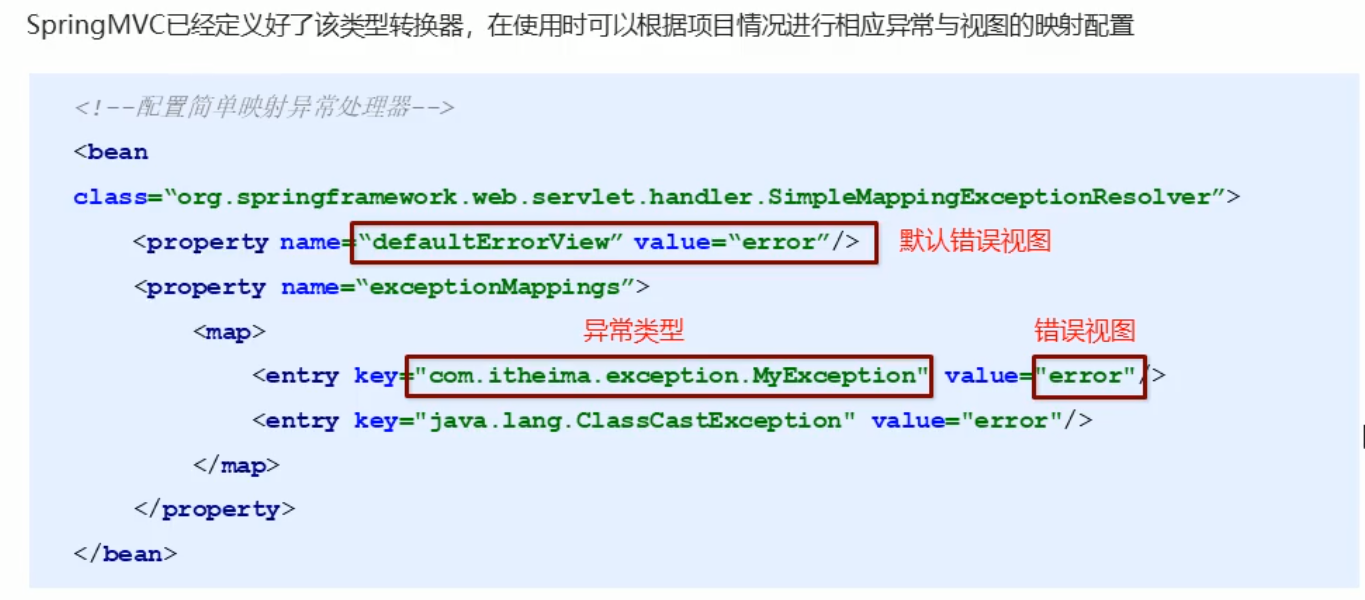 SpringMVC已经定义好了该类型转换器，在使用时可以根据项目情况进行相应异常与视图的映射配置
<!--配置简单映射异常处理器-->
<bean
class=“org.springframework.web.servlet.handler.SimpleMappingExceptionResolver”>
<property name=“defaultErrorView” value=“error”/> 默认错误视图
<property name=“exceptionMappings”>
<map> 异常类型 错误视图
<entry key="com.itheima.exception.MyException" value="error"/>
<entry key="java.lang.ClassCastException" value="error"/>
</map>
</property>
</bean>